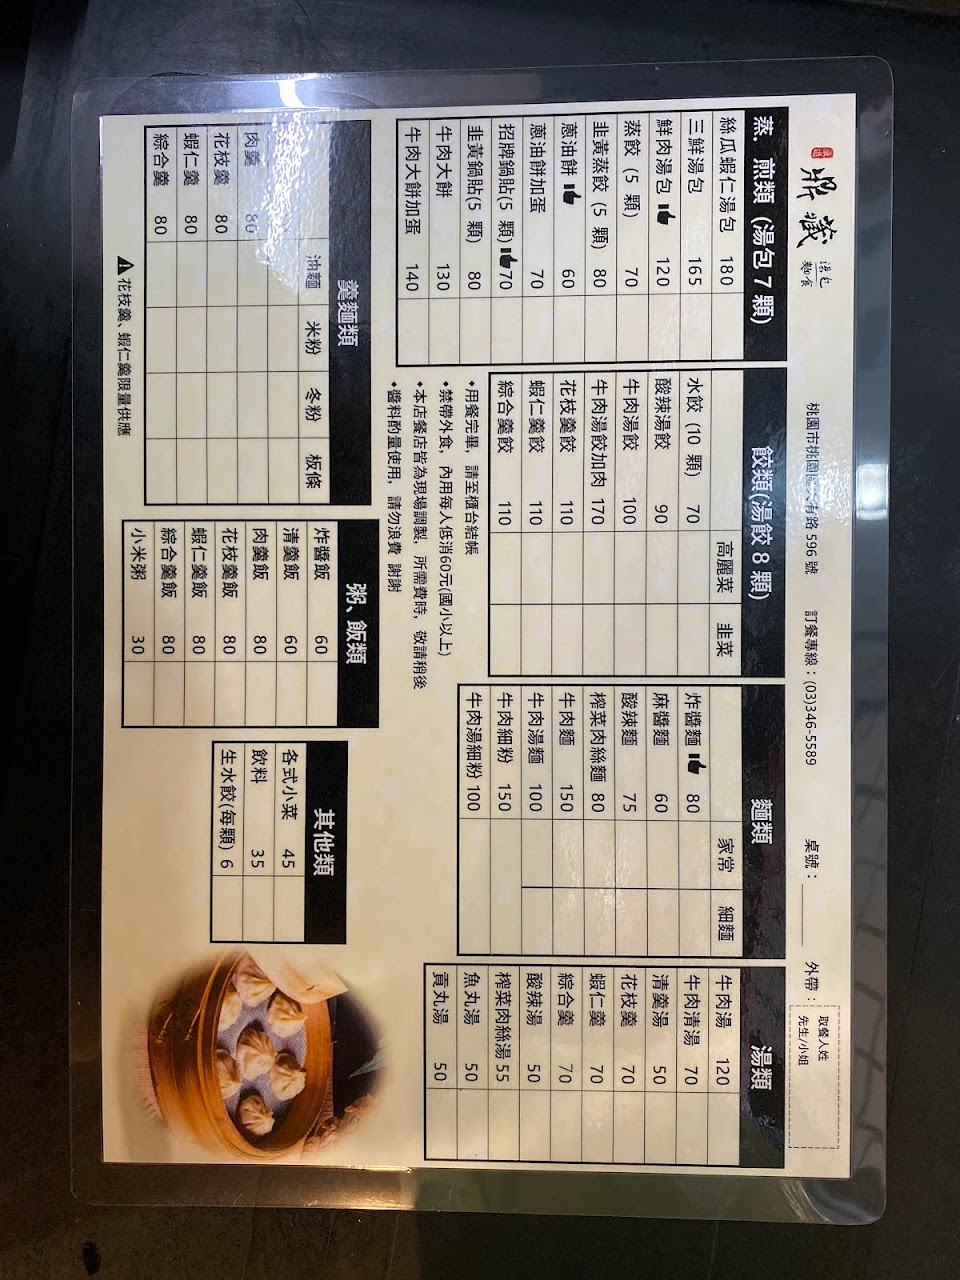 承遠
鼎藏
湯包
麵食
桃園市桃園區大有路 596 號
訂餐專線：(03)346-5589
桌號：
外帶：
取餐人姓
先生/小姐
蒸．煎類 (湯包 7 顆)
絲瓜蝦仁湯包 180
三鮮湯包 165
鮮肉湯包 120
蒸餃 (5 顆) 70
韭黃蒸餃 (5 顆) 80
蔥油餅 60
蔥油餅加蛋 70
招牌鍋貼(5 顆) 70
韭黃鍋貼(5 顆) 80
牛肉大餅 130
牛肉大餅加蛋 140
餃類(湯餃 8 顆)
高麗菜 韭菜
水餃 (10 顆) 70
酸辣湯餃 90
牛肉湯餃 100
牛肉湯餃加肉 170
花枝羹餃 110
蝦仁羹餃 110
綜合羹餃 110
麵類
家常 細麵
炸醬麵 80
麻醬麵 60
酸辣麵 75
榨菜肉絲麵 80
牛肉麵 150
牛肉湯麵 100
牛肉細粉 150
牛肉湯細粉 100
湯類
牛肉湯 120
牛肉清湯 70
清羹湯 50
花枝羹 70
蝦仁羹 70
綜合羹 70
酸辣湯 50
榨菜肉絲湯 55
魚丸湯 50
貢丸湯 50
•用餐完畢，請至櫃台結帳
•禁帶外食，內用每人低消60元(國小以上)
•本店餐店皆為現場調製，所需費時，敬請稍後
•醬料酌量使用，請勿浪費 謝謝
羹麵類
油麵 米粉 冬粉 板條
肉羹 80
花枝羹 80
蝦仁羹 80
綜合羹 80
花枝羹、蝦仁羹限量供應
粥、飯類
炸醬飯 60
清羹飯 60
肉羹飯 80
花枝羹飯 80
蝦仁羹飯 80
綜合羹飯 80
小米粥 30
其他類
各式小菜 45
飲料 35
生水餃(每顆) 6